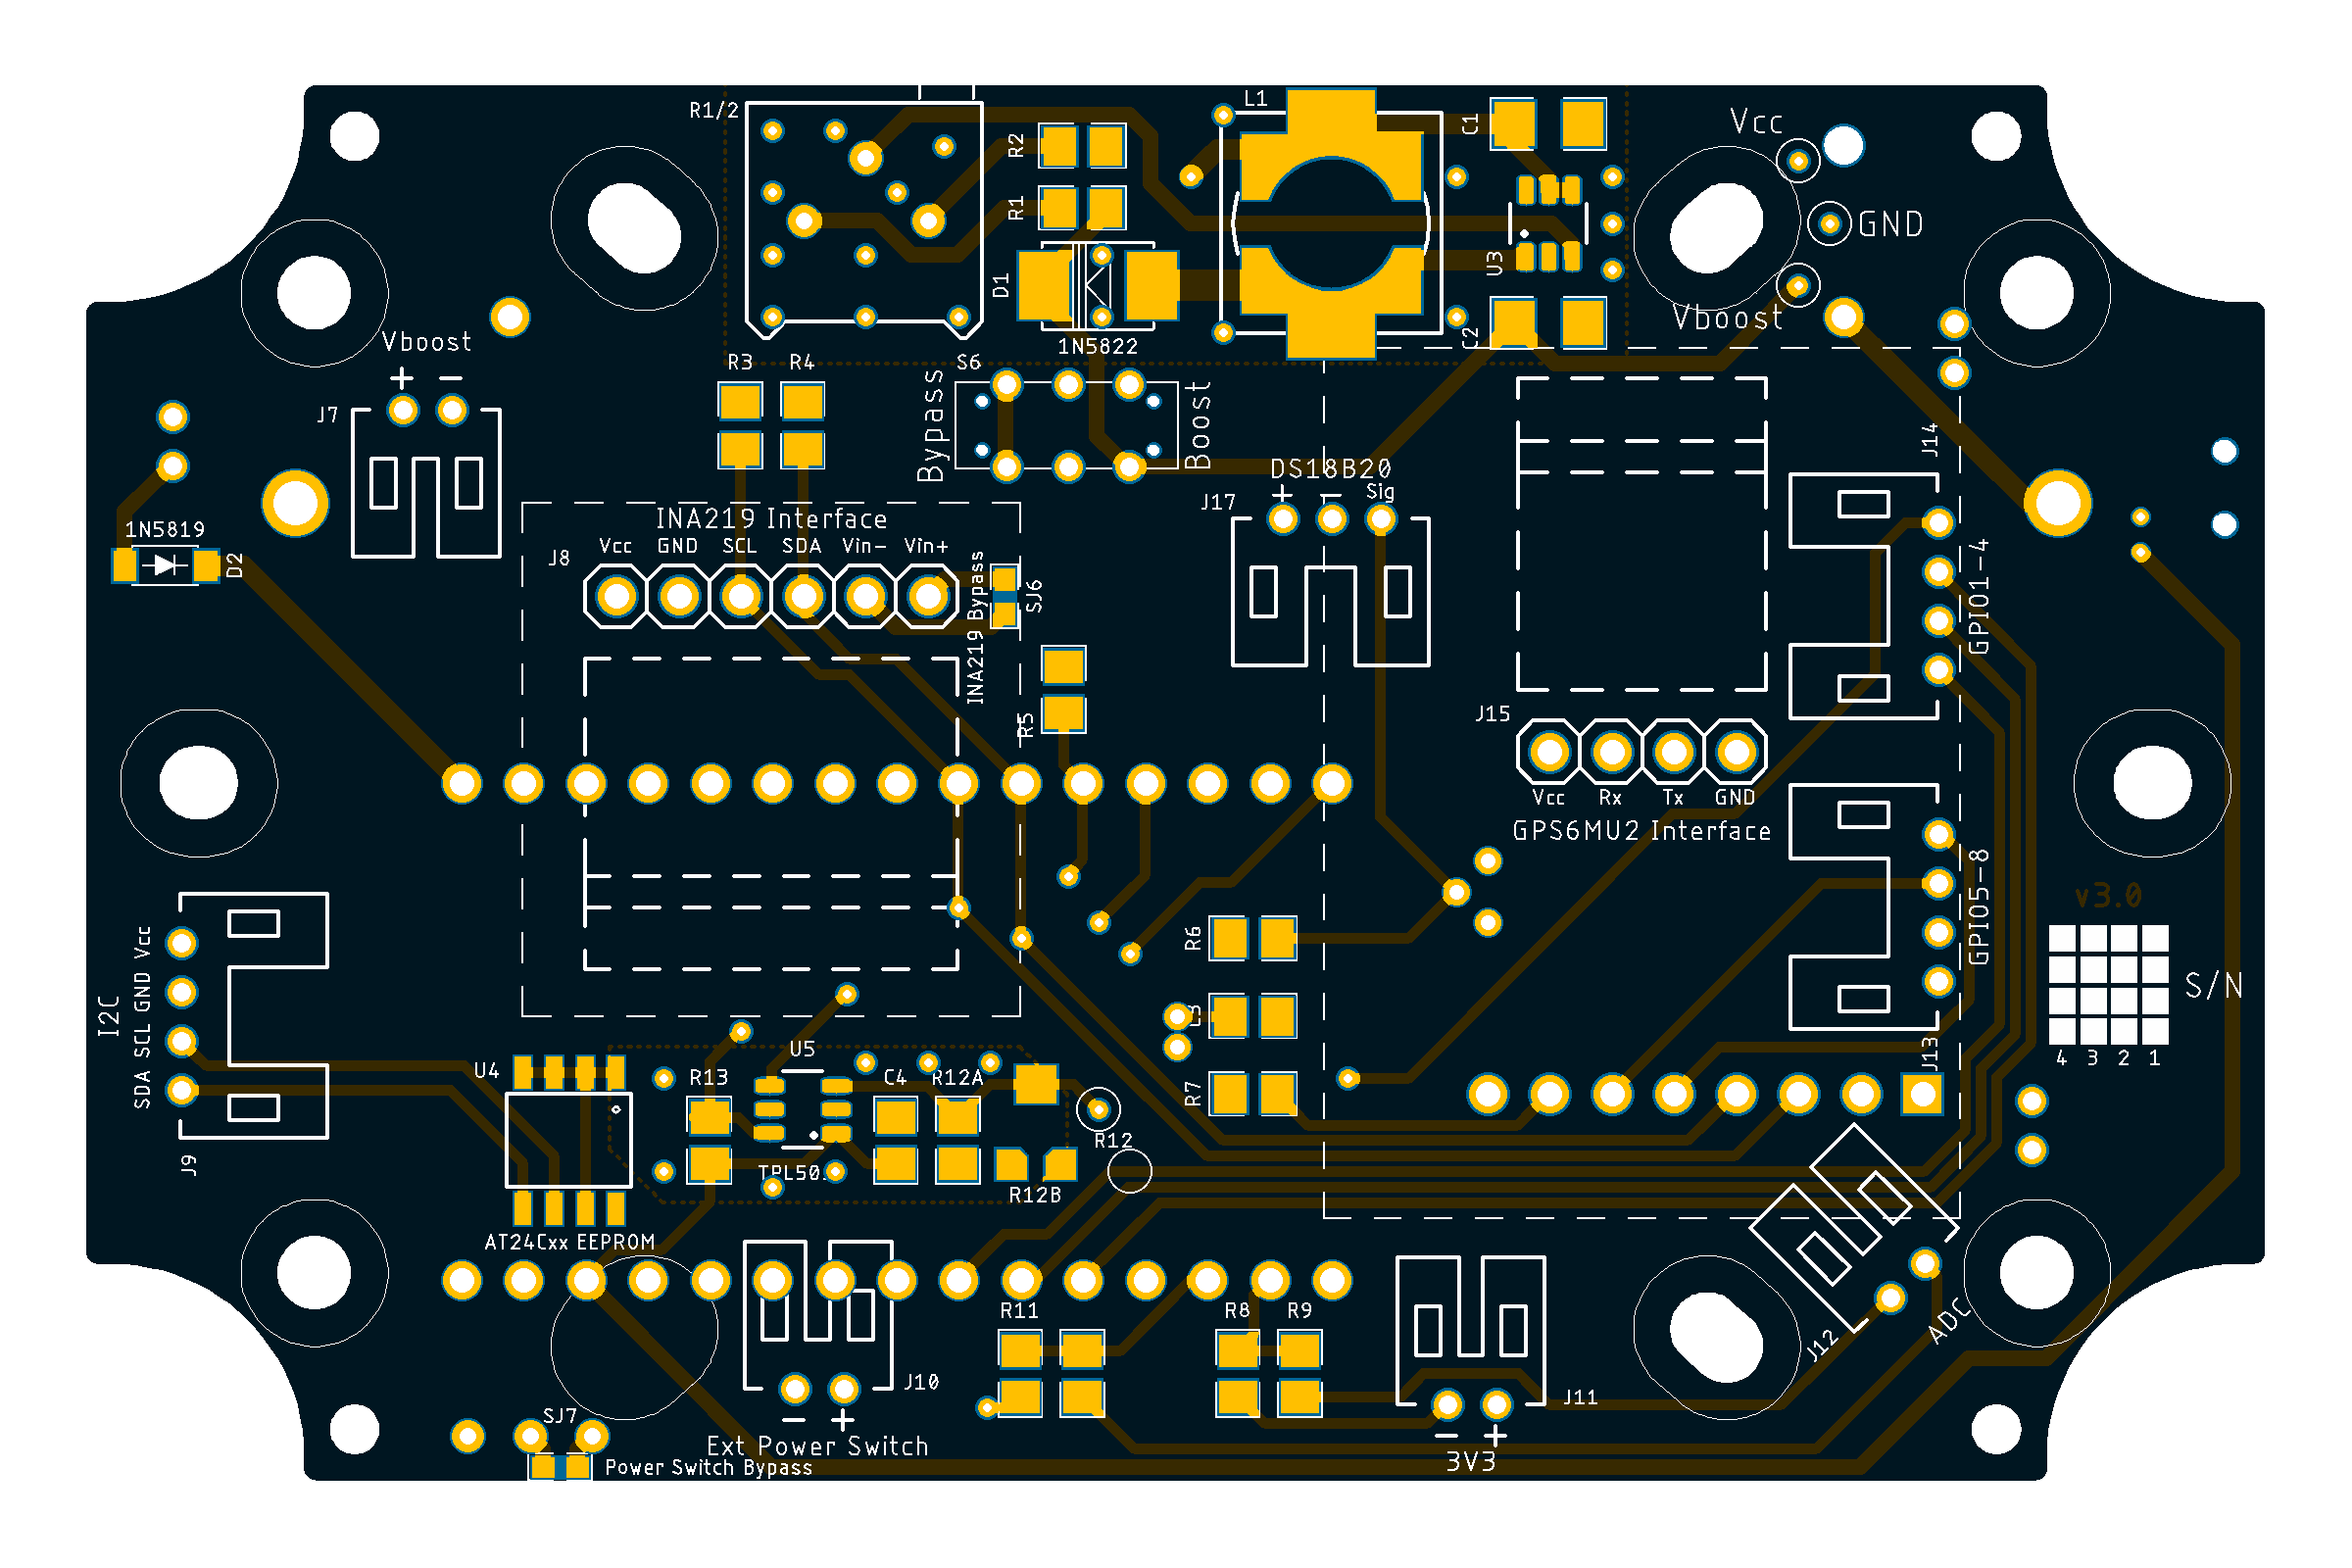 R1/2
L1
Vcc
C1
R2
R1
GND
U3
D1
Vboost
C2
1N5822
Vboost
+ −
R3
R4
S6
J7
Bypass
Boost
J14
DS18B20
+ − Sig
J17
1N5819
D2
INA219 Interface
Vcc GND SCL SDA Vin- Vin+
J8
INA219 Bypass
SJ6
GPIO1-4
R5
J15
Vcc Rx Tx GND
GPS6MU2 Interface
v3.0
GPIO5-8
S/N
4 3 2 1
R6
I2C
SDA SCL GND Vcc
J9
U4
U5
R13
C4
R12A
R7
J13
R12
R12B
AT24Cxx EEPROM
R11
R8
R9
J10
− +
Ext Power Switch
SJ7
Power Switch Bypass
J11
− +
3V3
J12
ADC